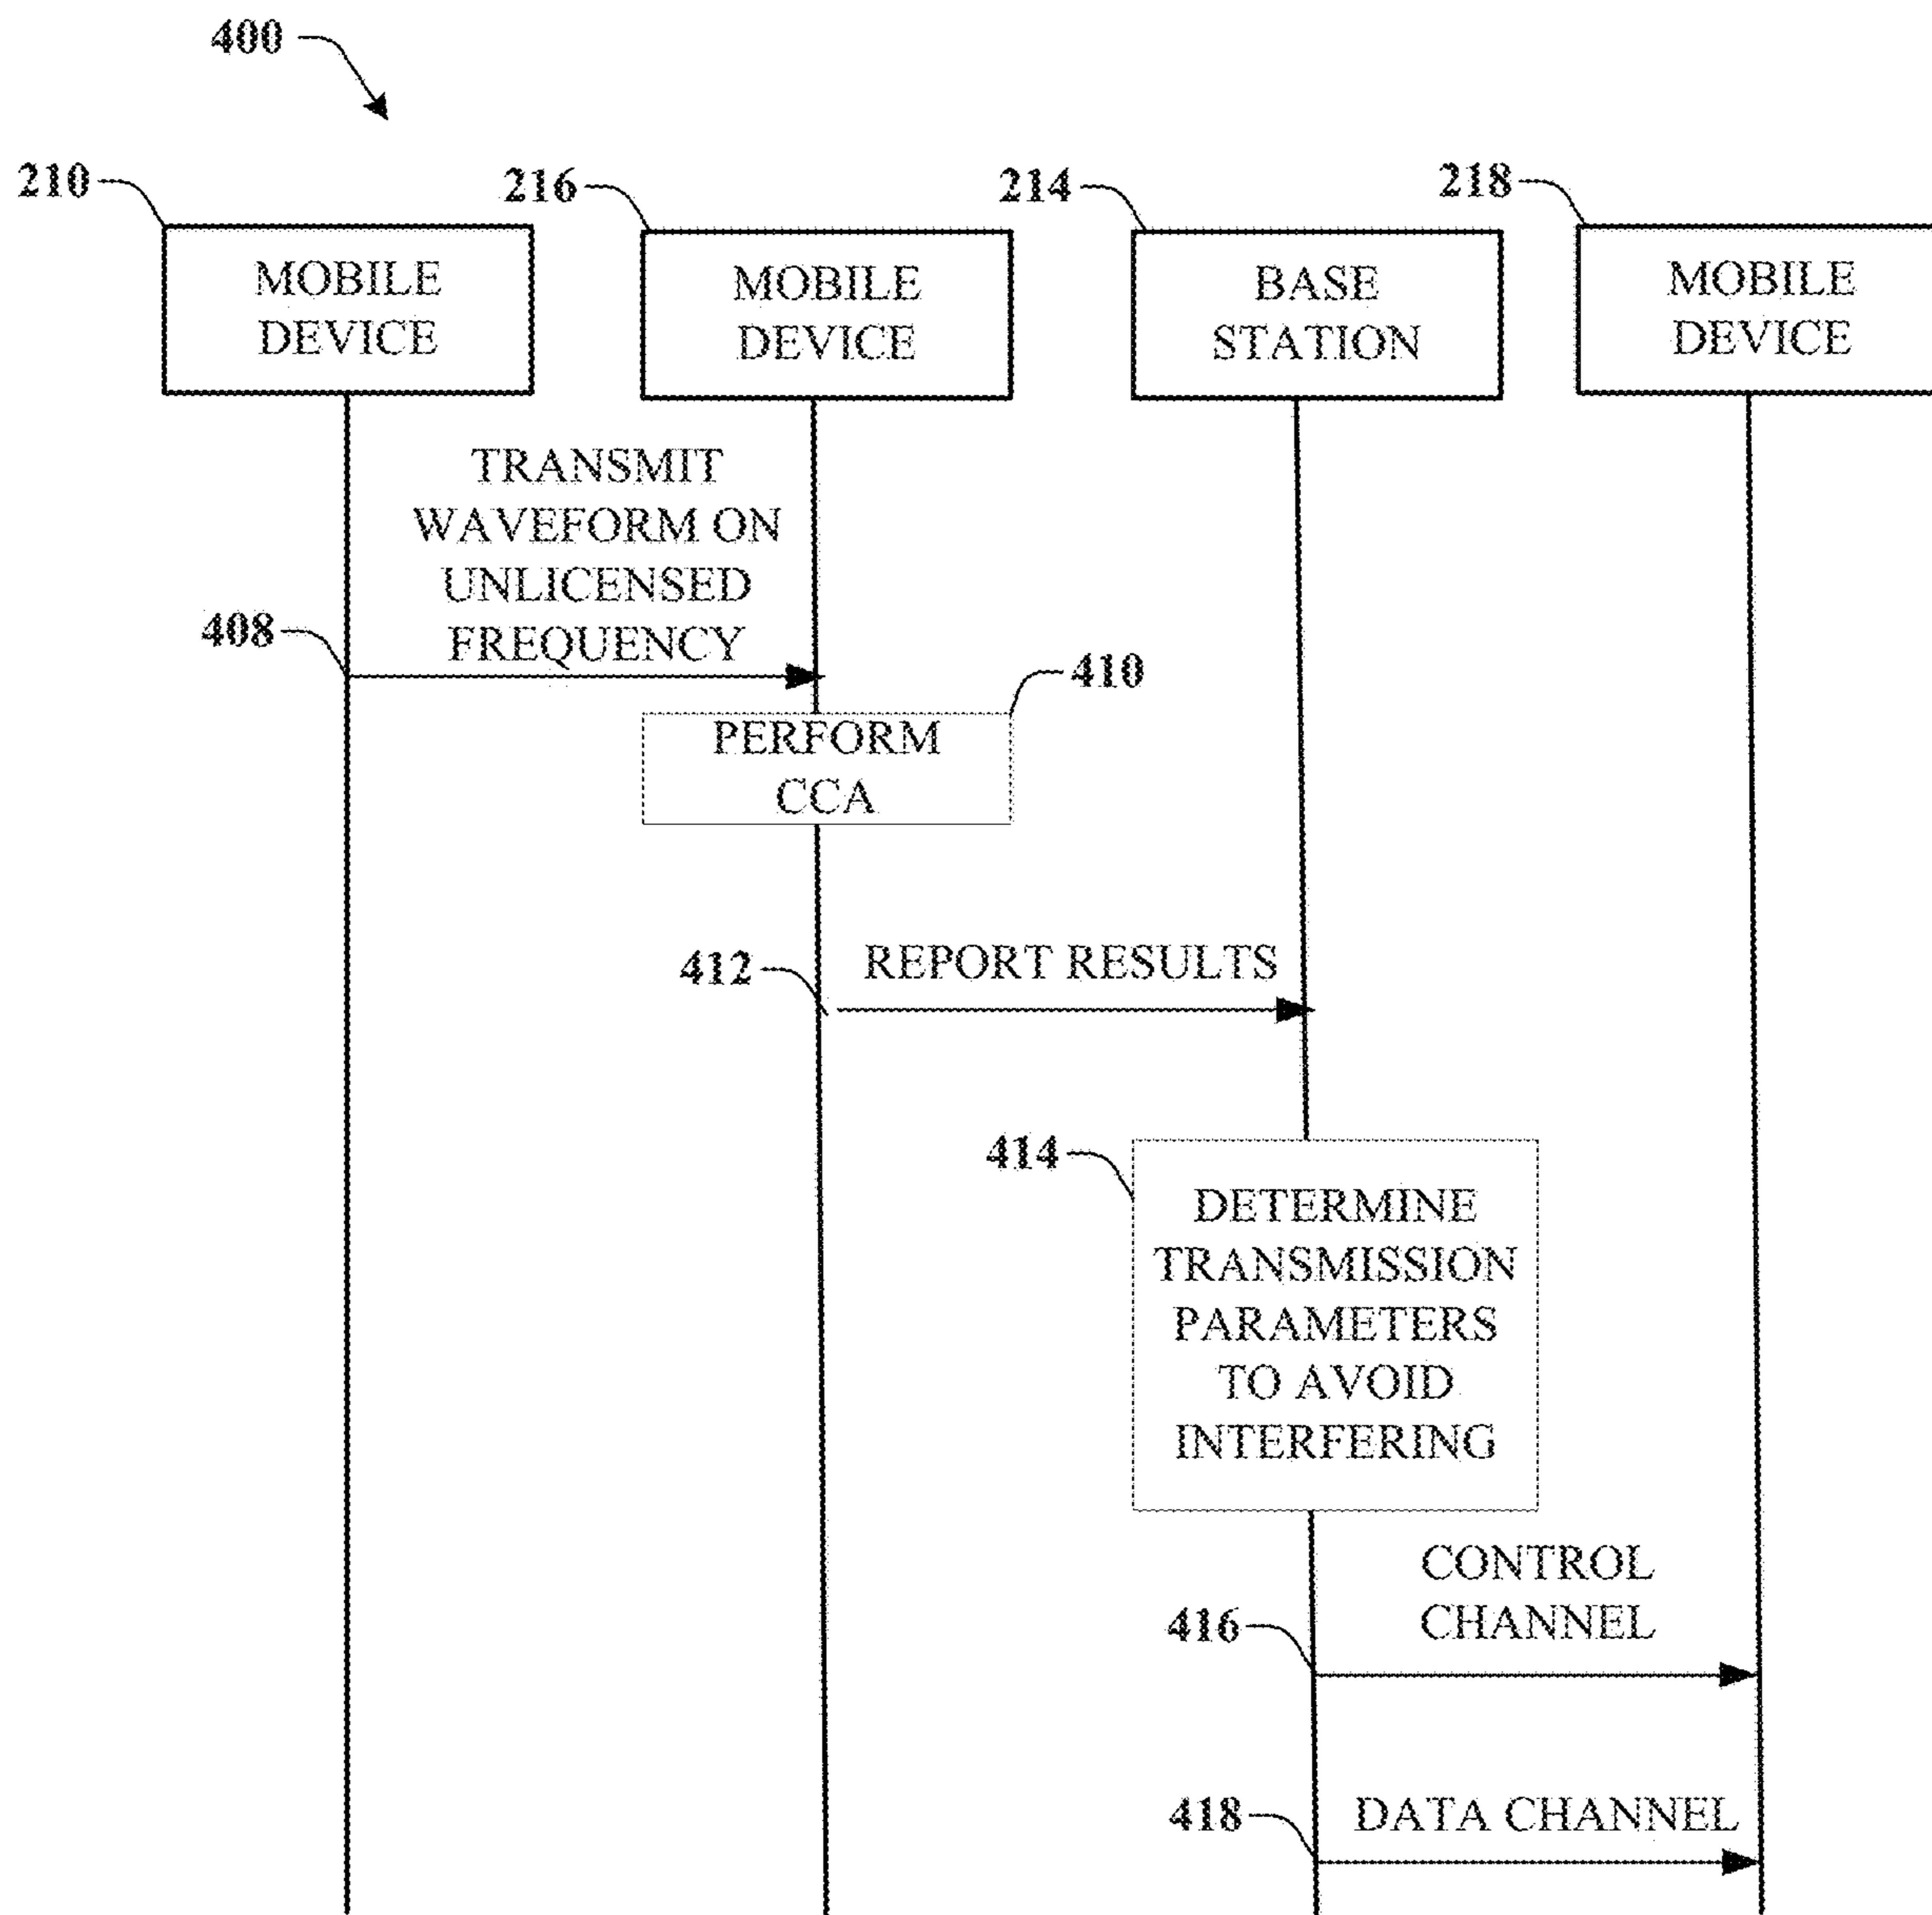 400
210
216
214
218
MOBILE
DEVICE
MOBILE
DEVICE
BASE
STATION
MOBILE
DEVICE
TRANSMIT
WAVEFORM ON
UNLICENSED
FREQUENCY
408
410
PERFORM
CCA
412
REPORT RESULTS
414
DETERMINE
TRANSMISSION
PARAMETERS
TO AVOID
INTERFERING
CONTROL
CHANNEL
416
418
DATA CHANNEL